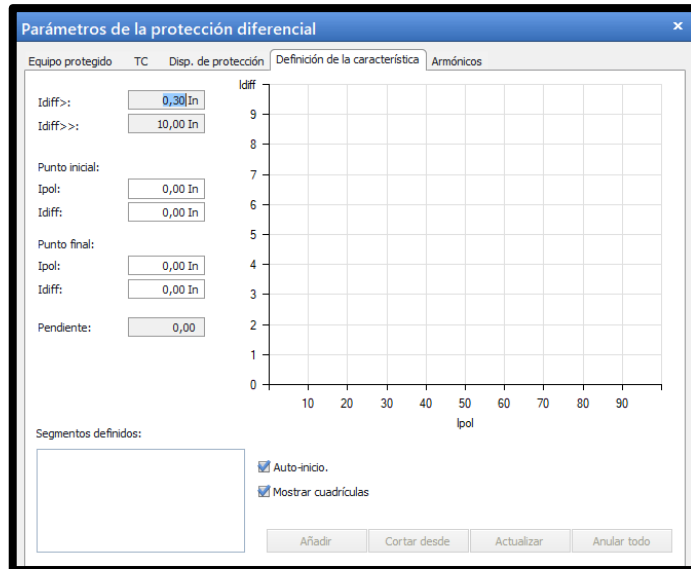 Parámetros de la protección diferencial
×
Equipo protegido TC Disp. de protección Definición de la característica Armónicos
Idiff>: 0,30 In
Idiff>>: 10,00 In
Punto inicial:
Ipol: 0,00 In
Idiff: 0,00 In
Punto final:
Ipol: 0,00 In
Idiff: 0,00 In
Pendiente: 0,00
Idiff
9
8
7
6
5
4
3
2
1
0
10 20 30 40 50 60 70 80 90
Ipol
Segmentos definidos:
Auto-inicio.
Mostrar cuadrículas
Añadir Cortar desde Actualizar Anular todo